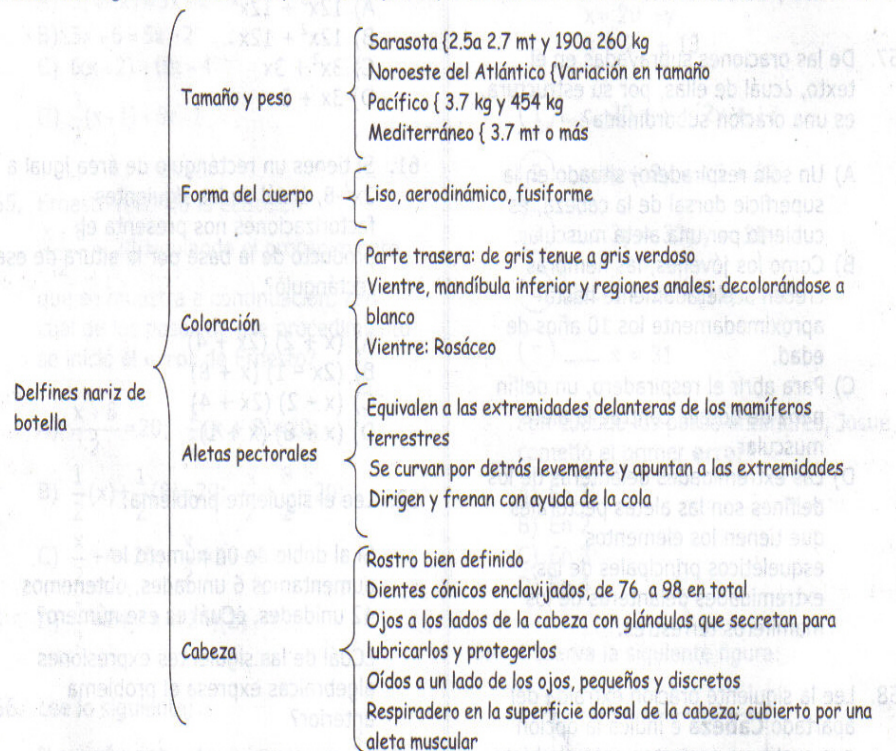 Delfines nariz de
botella
Tamaño y peso
Sarasota {2.5a 2.7 mt y 190a 260 kg
Noroeste del Atlántico {Variación en tamaño
Pacífico { 3.7 kg y 454 kg
Mediterráneo { 3.7 mt o más
Forma del cuerpo
Liso, aerodinámico, fusiforme
Coloración
Parte trasera: de gris tenue a gris verdoso
Vientre, mandíbula inferior y regiones anales: decolorándose a
blanco
Vientre: Rosáceo
Aletas pectorales
Equivalen a las extremidades delanteras de los mamíferos
terrestres
Se curvan por detrás levemente y apuntan a las extremidades
Dirigen y frenan con ayuda de la cola
Cabeza
Rostro bien definido
Dientes cónicos enclavijados, de 76 a 98 en total
Ojos a los lados de la cabeza con glándulas que secretan para
lubricarlos y protegerlos
Oídos a un lado de los ojos, pequeños y discretos
Respiradero en la superficie dorsal de la cabeza; cubierto por una
aleta muscular